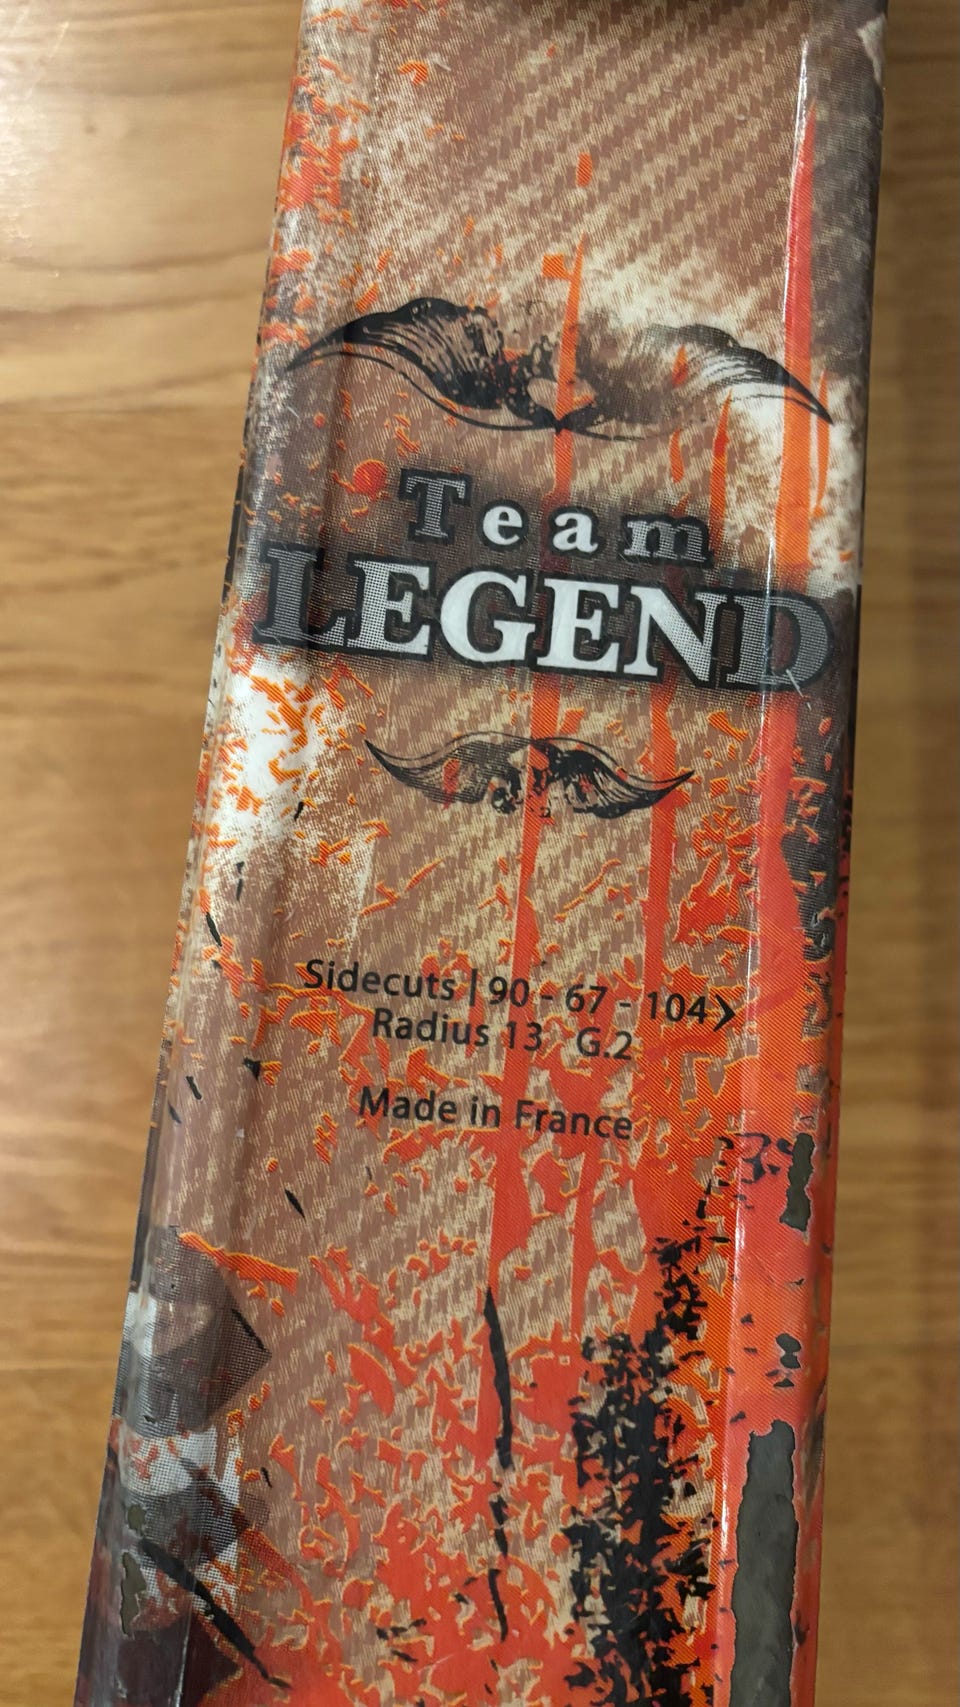 Team
LEGEND
Sidecuts | 90 - 67 - 104>
Radius 13 G.2
Made in France